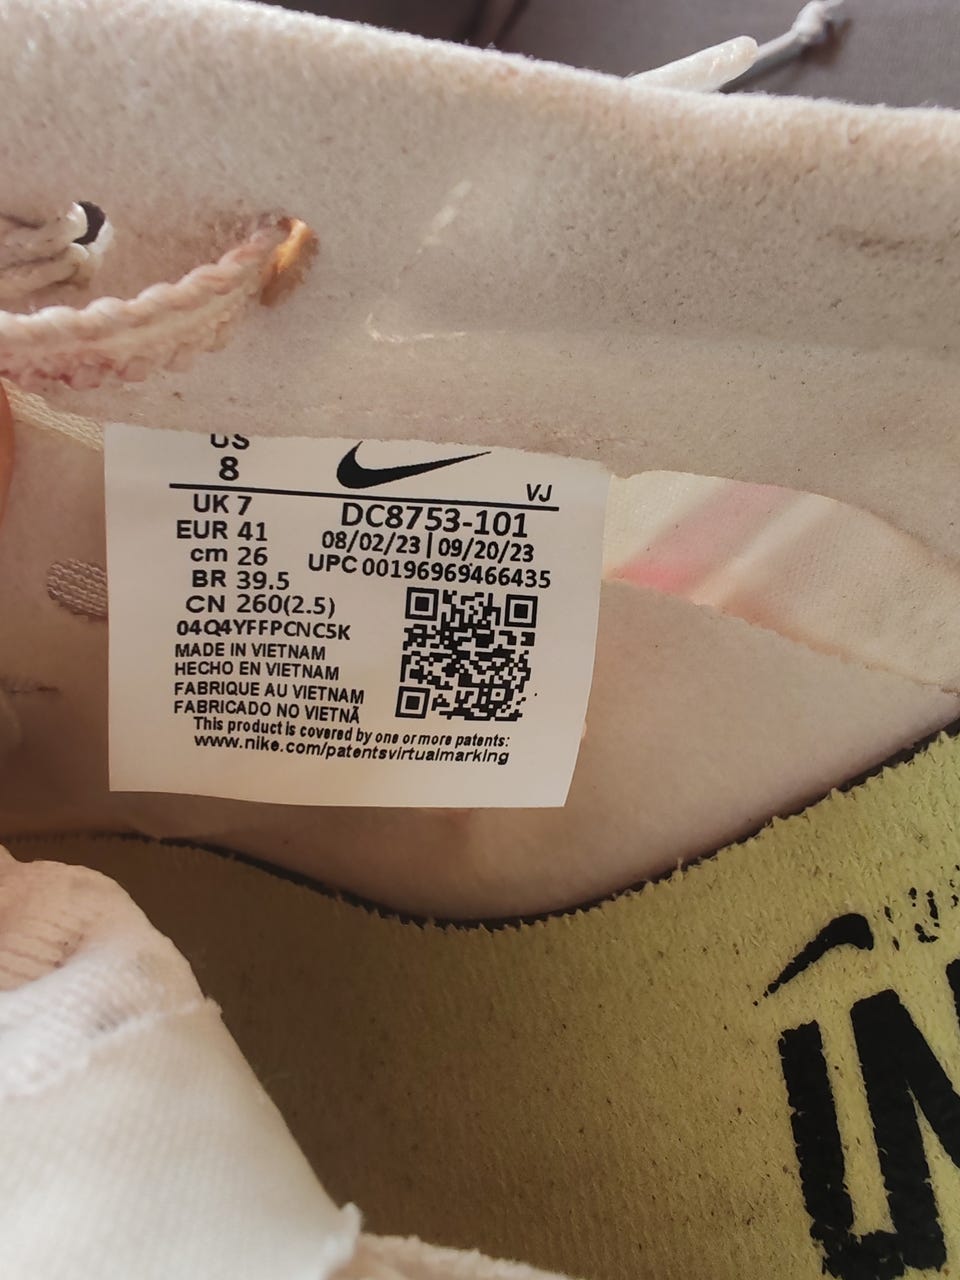 US
8
VJ
UK 7
DC8753-101
EUR 41
08/02/23 | 09/20/23
cm 26
UPC 00196969466435
BR 39.5
CN 260(2.5)
04Q4YFFPCNC5K
MADE IN VIETNAM
HECHO EN VIETNAM
FABRIQUE AU VIETNAM
FABRICADO NO VIETNÃ
This product is covered by one or more patents:
www.nike.com/patentsvirtualmarking